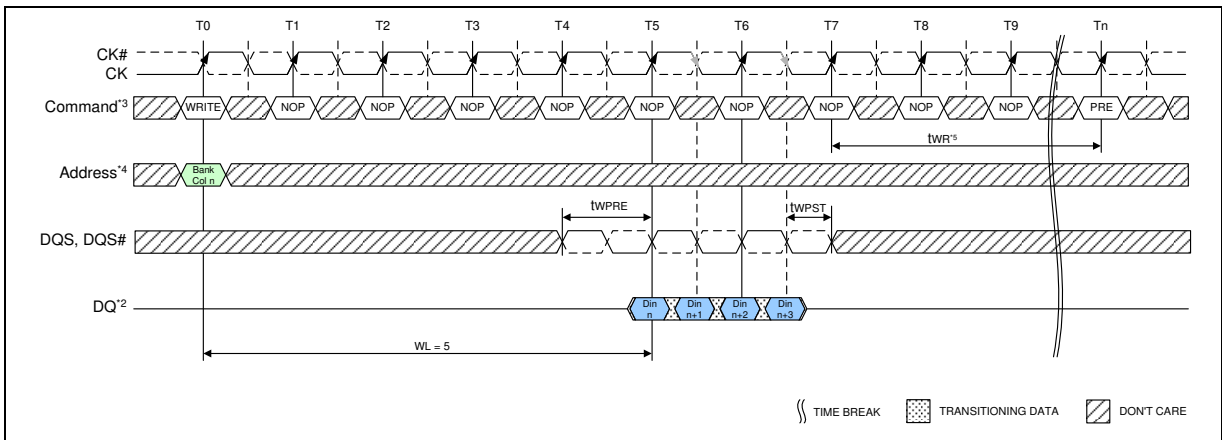 T0 T1 T2 T3 T4 T5 T6 T7 T8 T9 Tn
CK#
CK
Command*3 WRITE NOP NOP NOP NOP NOP NOP NOP NOP NOP PRE
tWR*5
Address*4 Bank
Col n
tWPRE tWPST
DQS, DQS#
DQ*2 Din
n Din
n+1 Din
n+2 Din
n+3
WL = 5
TIME BREAK TRANSITIONING DATA DON'T CARE